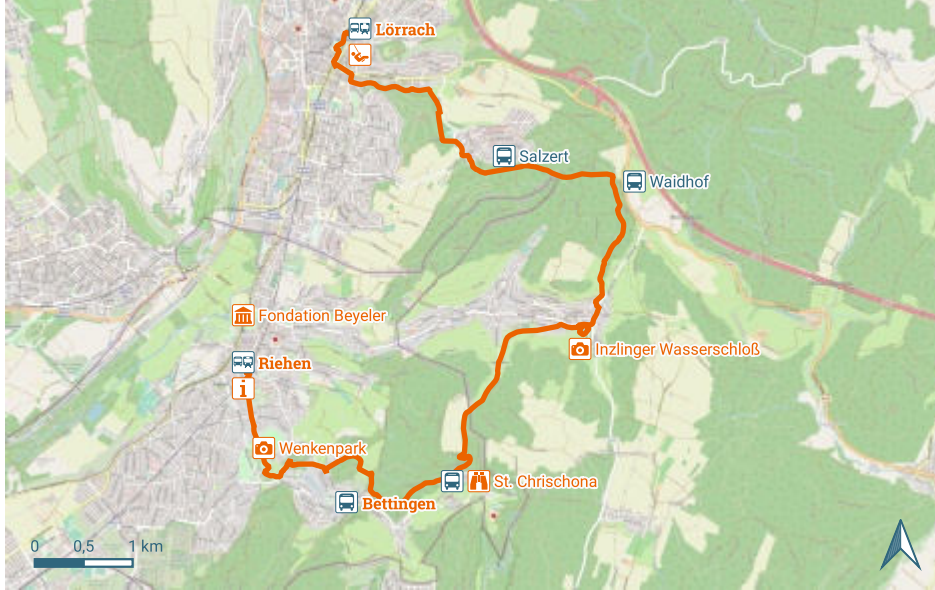 Lörrach
Salzert
Waidhof
Fondation Beyeler
Inzlinger Wasserschloß
Riehen
i
Wenkenpark
St. Chrischona
Bettingen
0 0,5 1 km